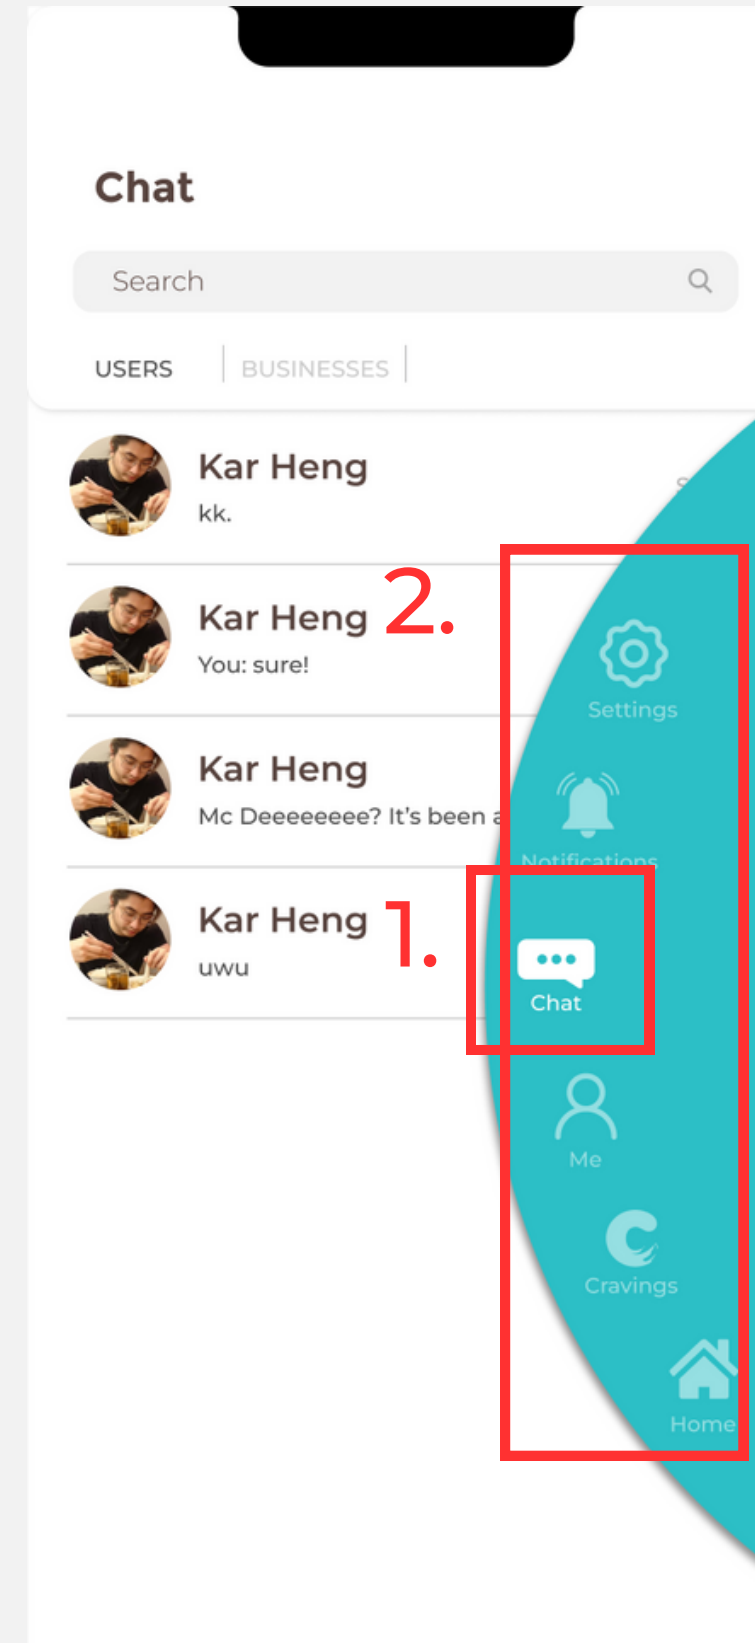 Chat
Search
USERS
BUSINESSES
Kar Heng
kk.
Kar Heng
2.
You: sure!
Settings
Kar Heng
Mc Deeeeeeee? It's been
Notifications
Kar Heng
1.
uwu
Chat
Me
Cravings
Home